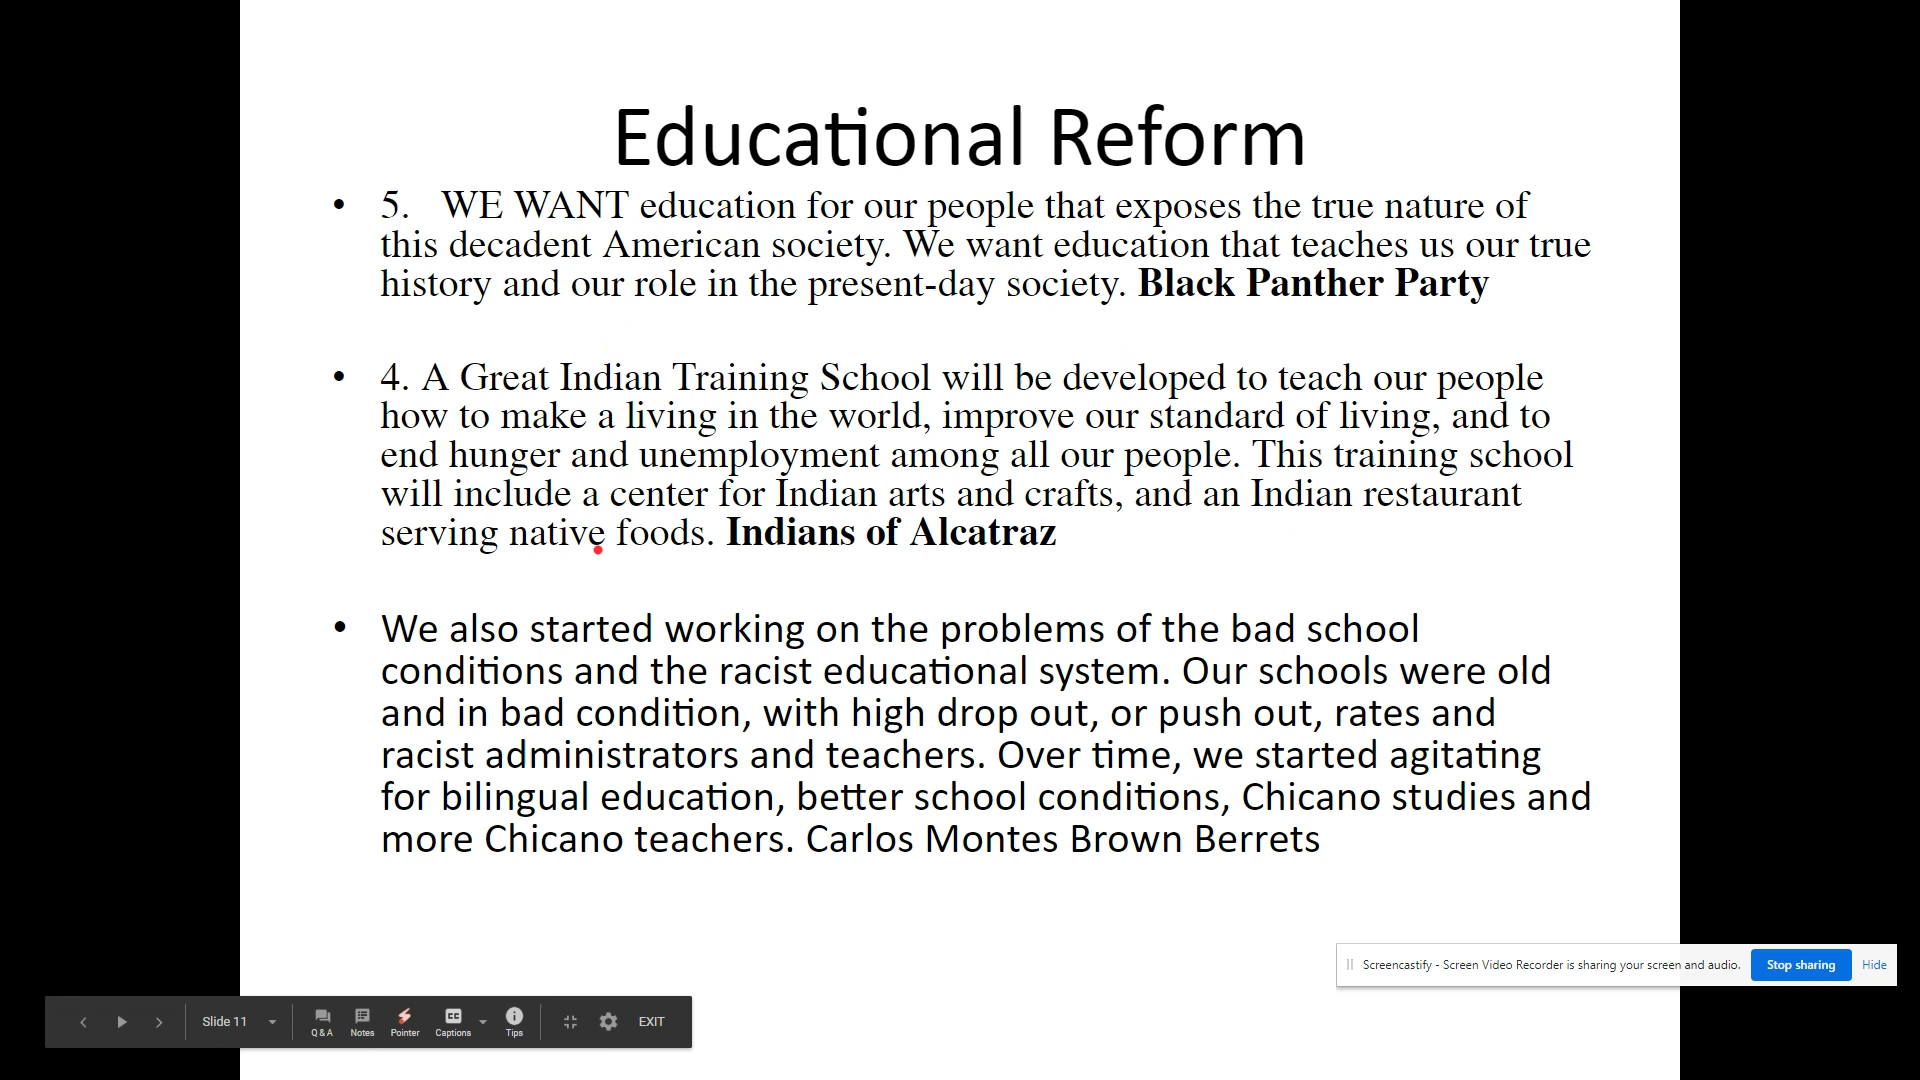 Educational Reform
• 5. WE WANT education for our people that exposes the true nature of
this decadent American society. We want education that teaches us our true
history and our role in the present-day society. Black Panther Party
• 4. A Great Indian Training School will be developed to teach our people
how to make a living in the world, improve our standard of living, and to
end hunger and unemployment among all our people. This training school
will include a center for Indian arts and crafts, and an Indian restaurant
serving native foods. Indians of Alcatraz
• We also started working on the problems of the bad school
conditions and the racist educational system. Our schools were old
and in bad condition, with high drop out, or push out, rates and
racist administrators and teachers. Over time, we started agitating
for bilingual education, better school conditions, Chicano studies and
more Chicano teachers. Carlos Montes Brown Berrets
Screencastify - Screen Video Recorder is sharing your screen and audio. Stop sharing Hide
Slide 11 Q & A Notes Pointer Captions Tips EXIT